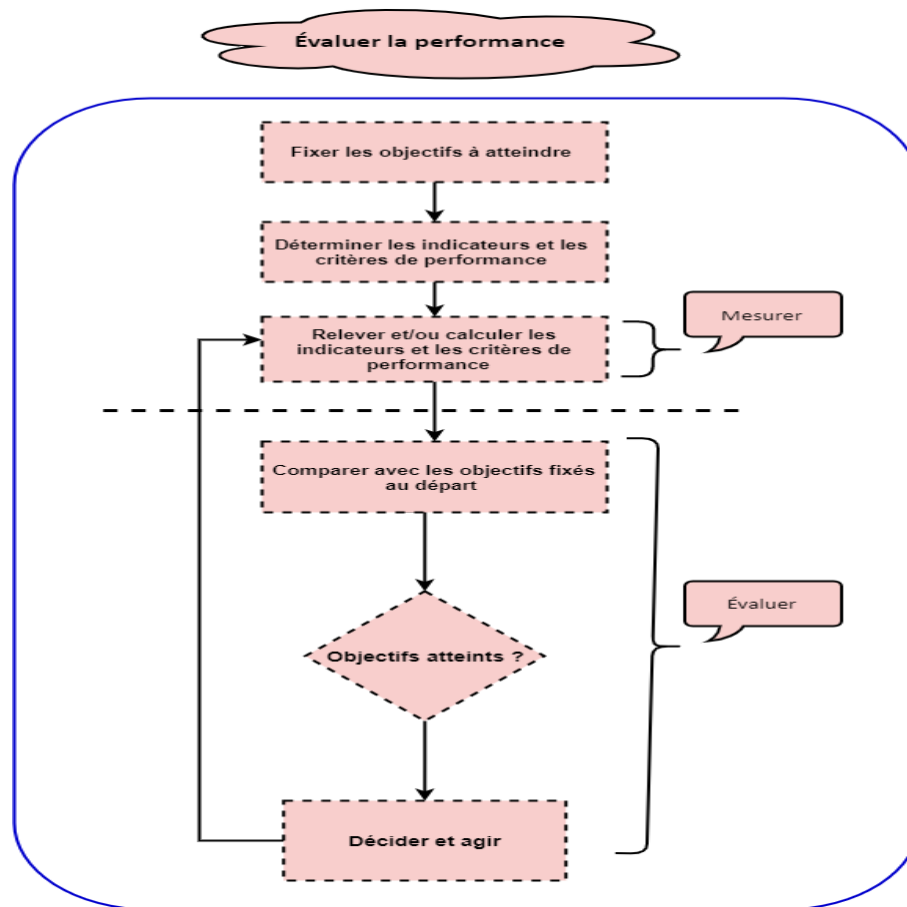 Évaluer la performance
Fixer les objectifs à atteindre
Déterminer les indicateurs et les
critères de performance
Relever et/ou calculer les
indicateurs et les critères de
performance
Mesurer
Comparer avec les objectifs fixés
au départ
Évaluer
Objectifs atteints ?
Décider et agir